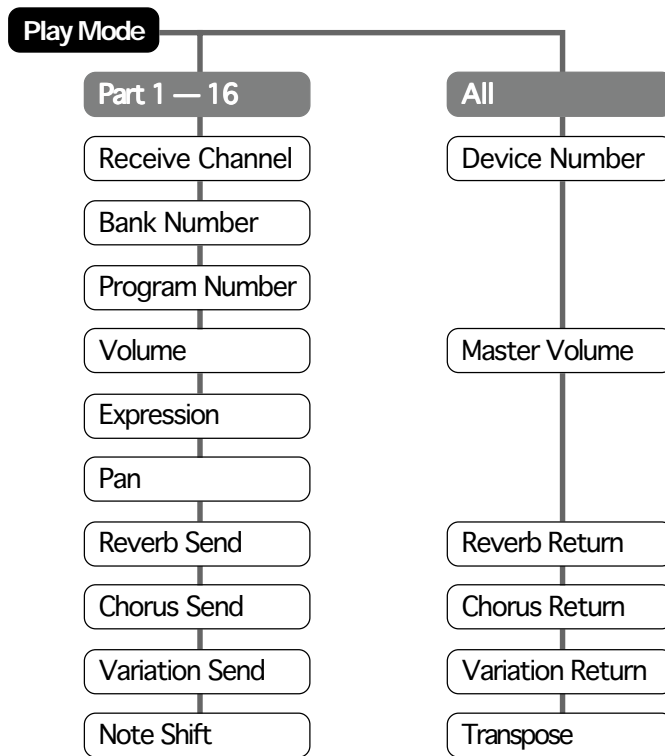 Play Mode
Part 1 — 16
Receive Channel
Bank Number
Program Number
Volume
Expression
Pan
Reverb Send
Chorus Send
Variation Send
Note Shift
All
Device Number
Master Volume
Reverb Return
Chorus Return
Variation Return
Transpose